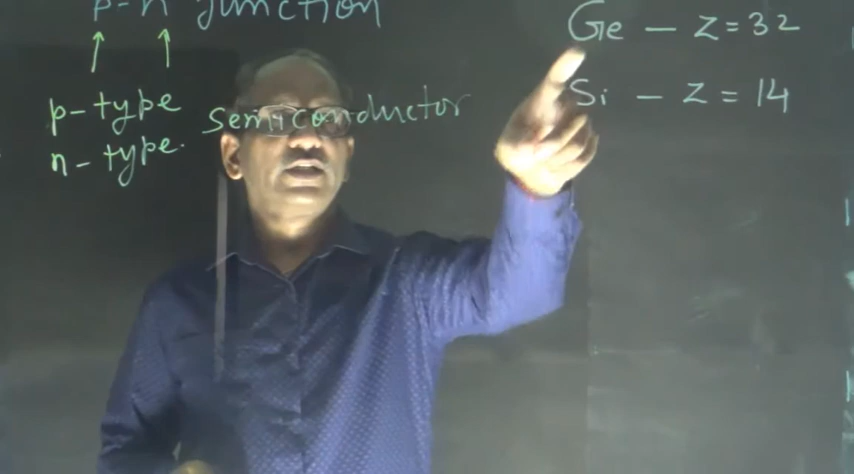 p-n junction
p-type semiconductor
n-type.
Ge - Z=32
Si - Z = 14